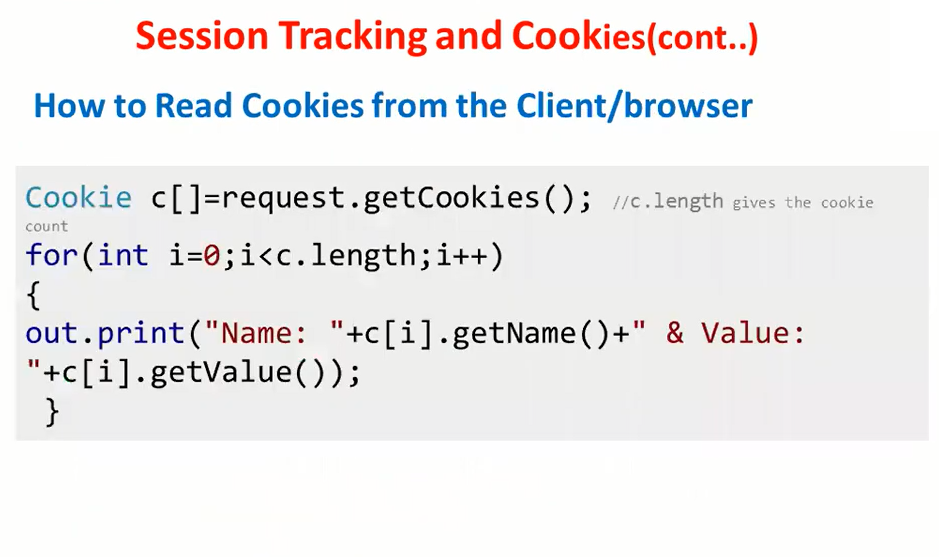 Session Tracking and Cookies(cont..)
How to Read Cookies from the Client/browser
Cookie c[]=request.getCookies(); //c.length gives the cookie
count
for(int i=0;i<c.length;i++)
{
out.print("Name: "+c[i].getName()+" & Value:
"+c[i].getValue());
}